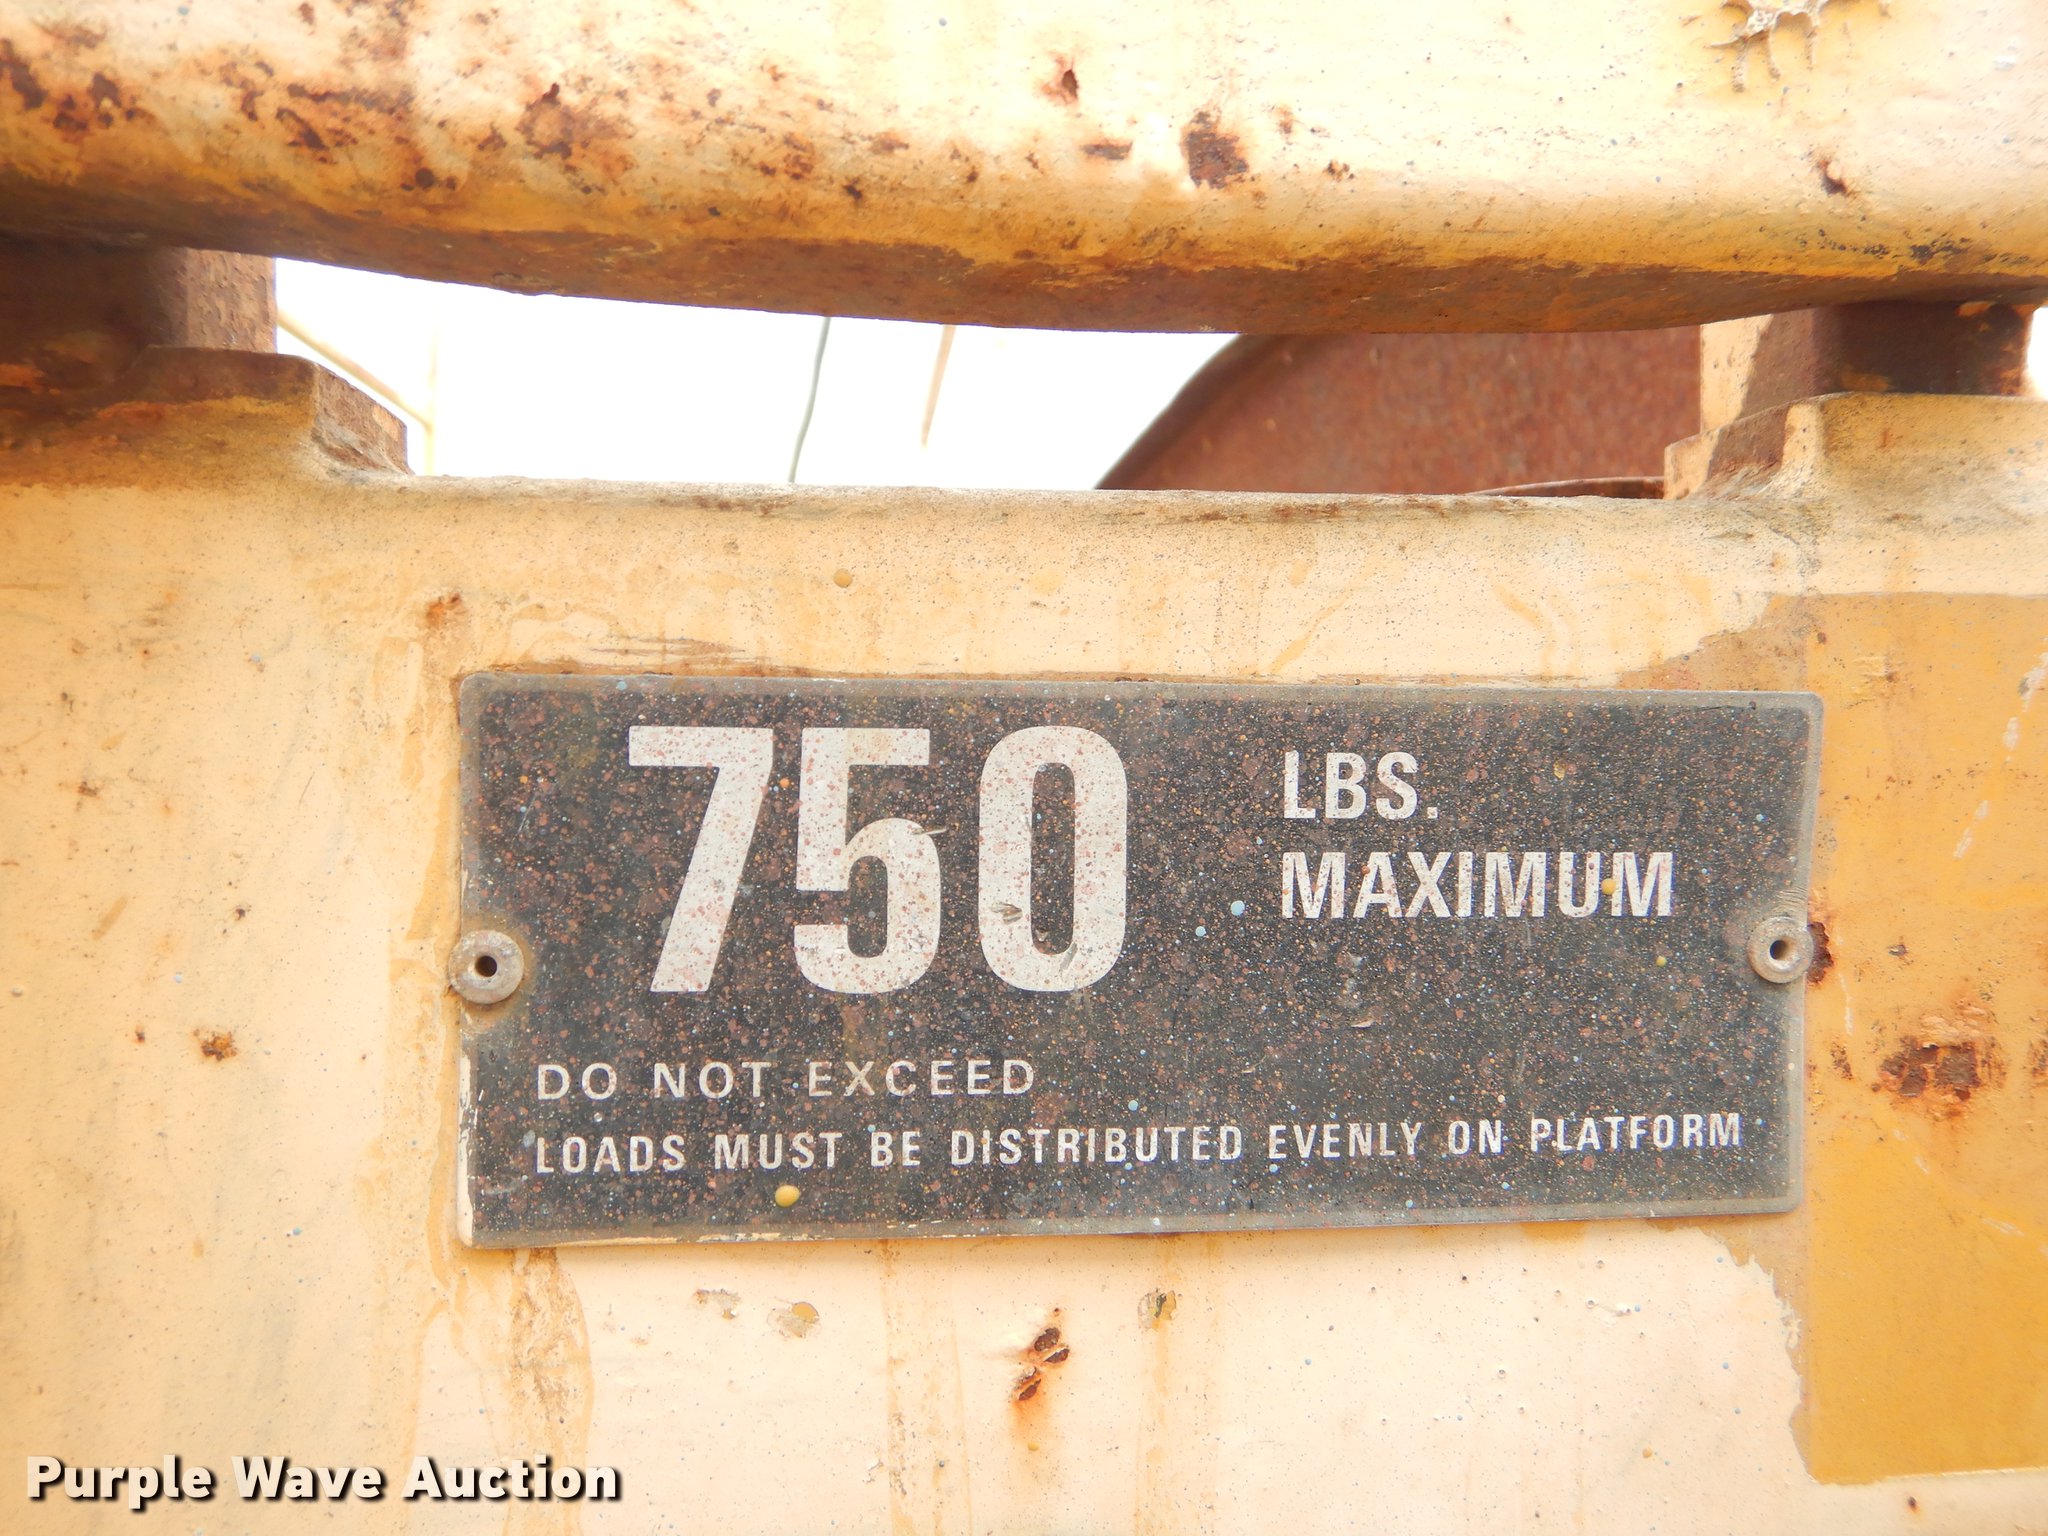 750 LBS.
MAXIMUM
DO NOT EXCEED
LOADS MUST BE DISTRIBUTED EVENLY ON PLATFORM
Purple Wave Auction